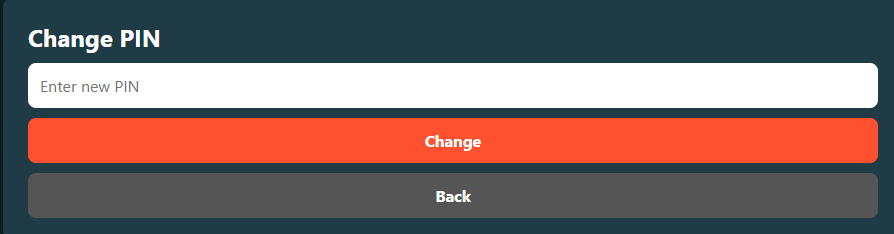 Change PIN
Enter new PIN
Change
Back